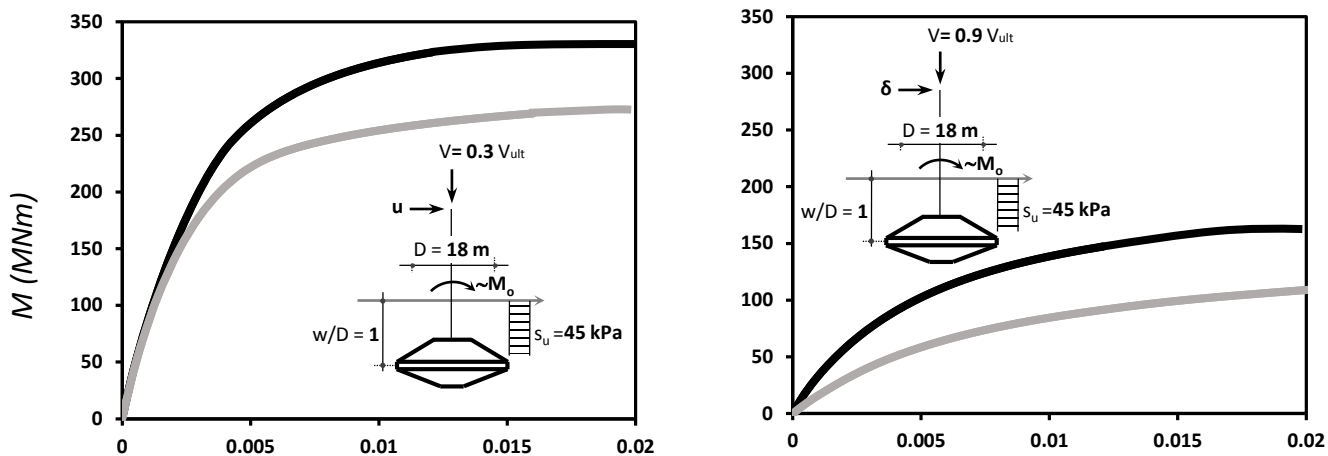 M (MNm)
350
300
250
200
150
100
50
0
0
0.005
0.01
0.015
0.02
V= 0.3 Vult
u
D = 18 m
~Mo
w/D = 1
su =45 kPa
350
300
250
200
150
100
50
0
0
0.005
0.01
0.015
0.02
V= 0.9 Vult
δ
D = 18 m
~Mo
w/D = 1
su =45 kPa